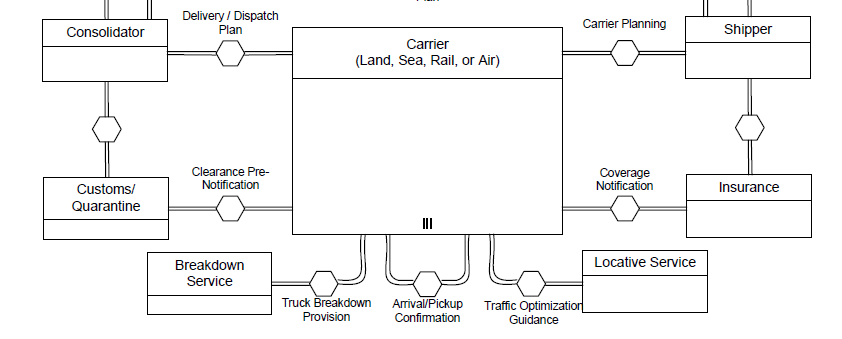 Plan
Delivery / Dispatch
Plan
Consolidator
Carrier
(Land, Sea, Rail, or Air)
Carrier Planning
Shipper
Clearance Pre-
Notification
Customs/
Quarantine
Coverage
Notification
Insurance
Breakdown
Service
Truck Breakdown
Provision
Arrival/Pickup
Confirmation
Traffic Optimization
Guidance
Locative Service